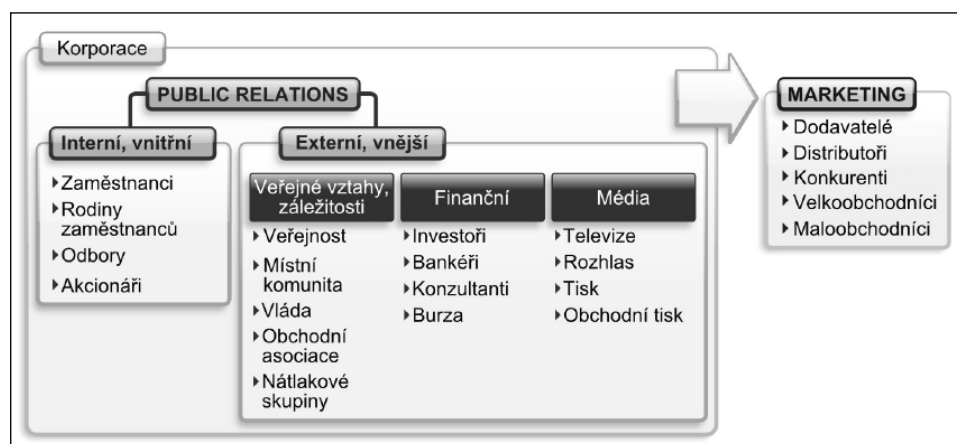 Korporace
PUBLIC RELATIONS
Interní, vnitřní
Zaměstnanci
Rodiny
zaměstnanců
Odbory
Akcionáři
Externí, vnější
Veřejné vztahy,
záležitosti
Veřejnost
Místní
komunita
Vláda
Obchodní
asociace
Nátlakové
skupiny
Finanční
Investoři
Bankéři
Konzultanti
Burza
Média
Televize
Rozhlas
Tisk
Obchodní tisk
MARKETING
Dodavatelé
Distributoři
Konkurenti
Velkoobchodníci
Maloobchodníci